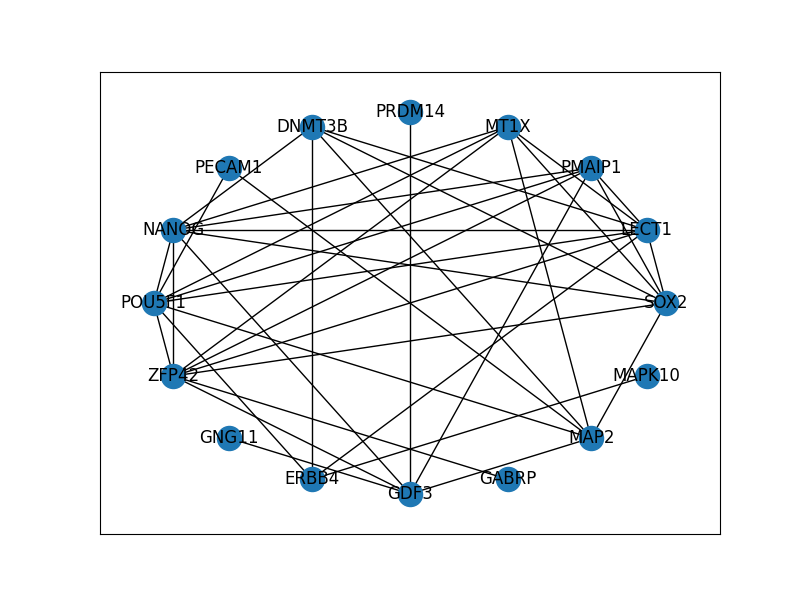 PRDM14
DNMT3B
MT1X
PECAM1
PMAIP1
NANOG
LECT1
POU5F1
SOX2
ZFP42
MAPK10
GNG11
MAP2
ERBB4
GABRP
GDF3